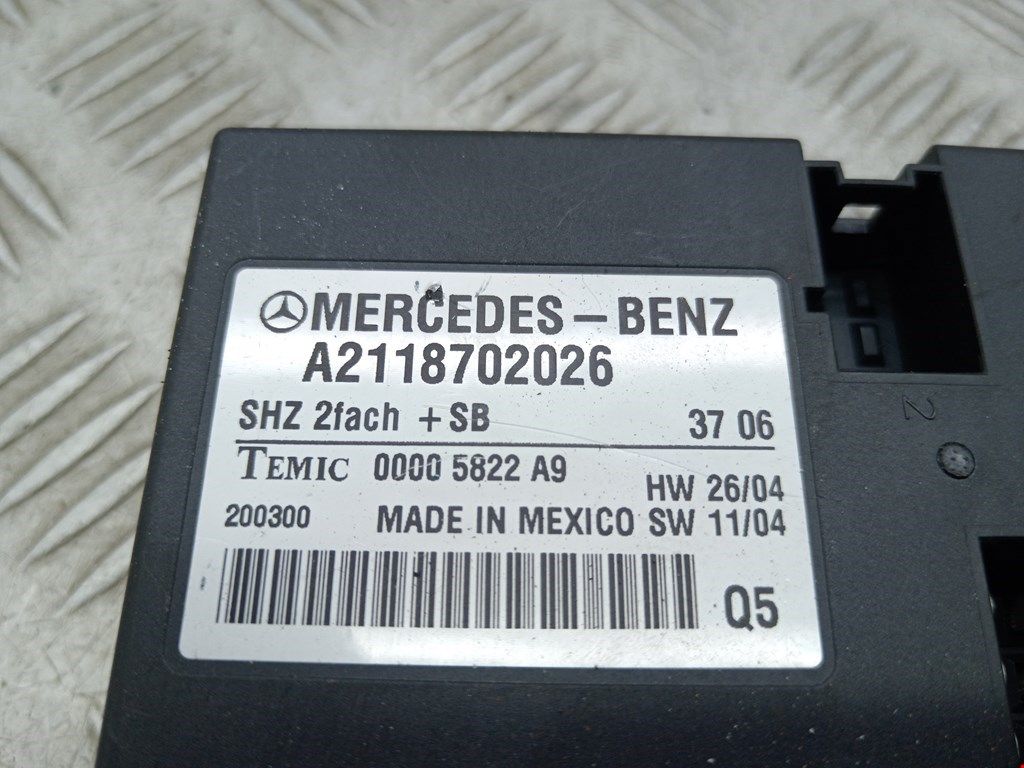 MERCEDES-BENZ
A2118702026
SHZ 2fach + SB 37 06
TEMIC 0000 5822 A9
HW 26/04
200300 MADE IN MEXICO SW 11/04
Q5
2